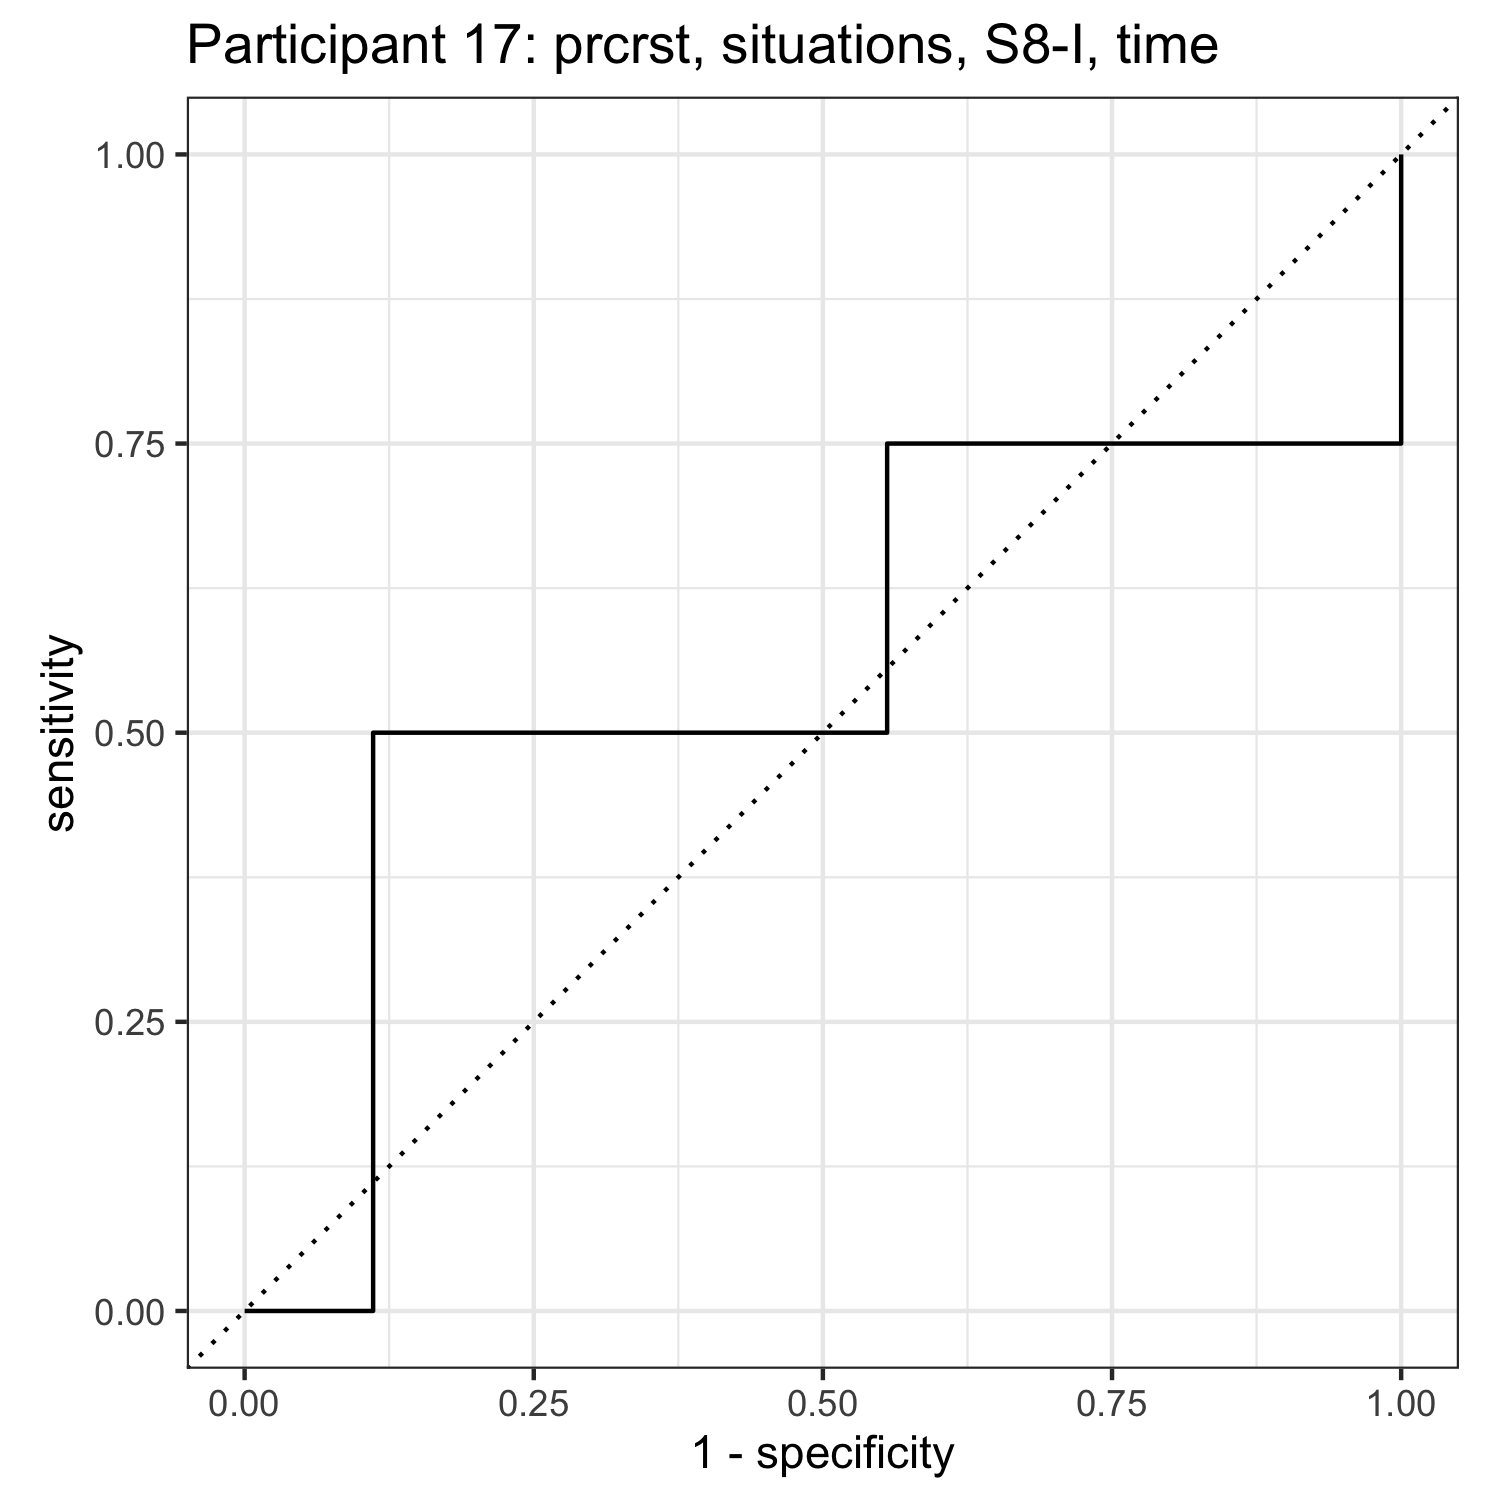 Participant 17: prcrst, situations, S8-I, time
1.00
0.75
0.50
0.25
0.00
sensitivity
0.00 0.25 0.50 0.75 1.00
1 - specificity